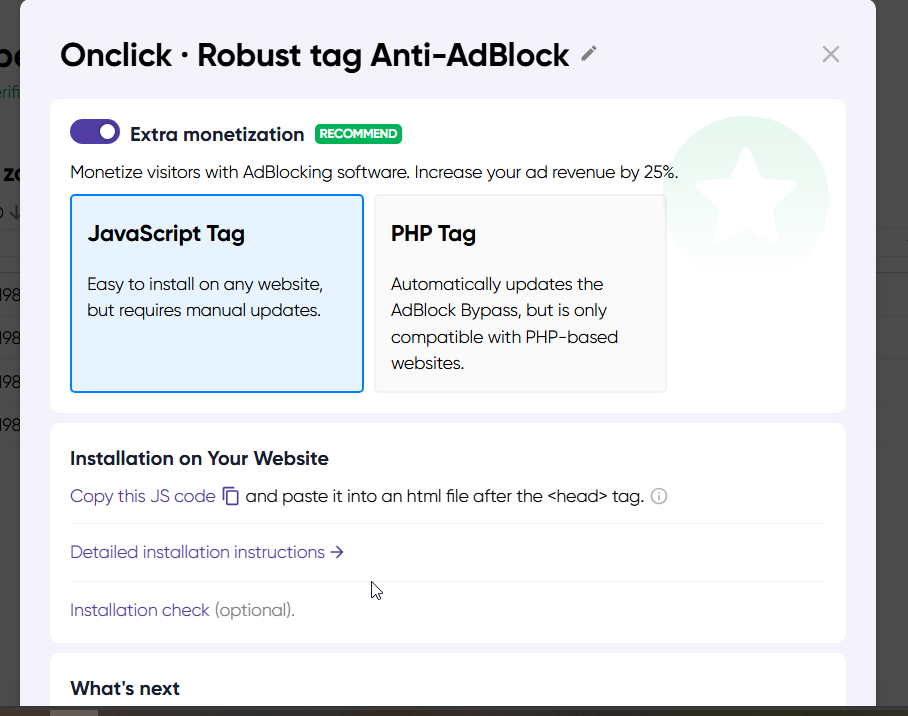 Onclick · Robust tag Anti-AdBlock
Extra monetization RECOMMEND
Monetize visitors with AdBlocking software. Increase your ad revenue by 25%.
JavaScript Tag
Easy to install on any website,
but requires manual updates.
PHP Tag
Automatically updates the
AdBlock Bypass, but is only
compatible with PHP-based
websites.
Installation on Your Website
Copy this JS code and paste it into an html file after the <head> tag.
Detailed installation instructions →
Installation check (optional).
What's next